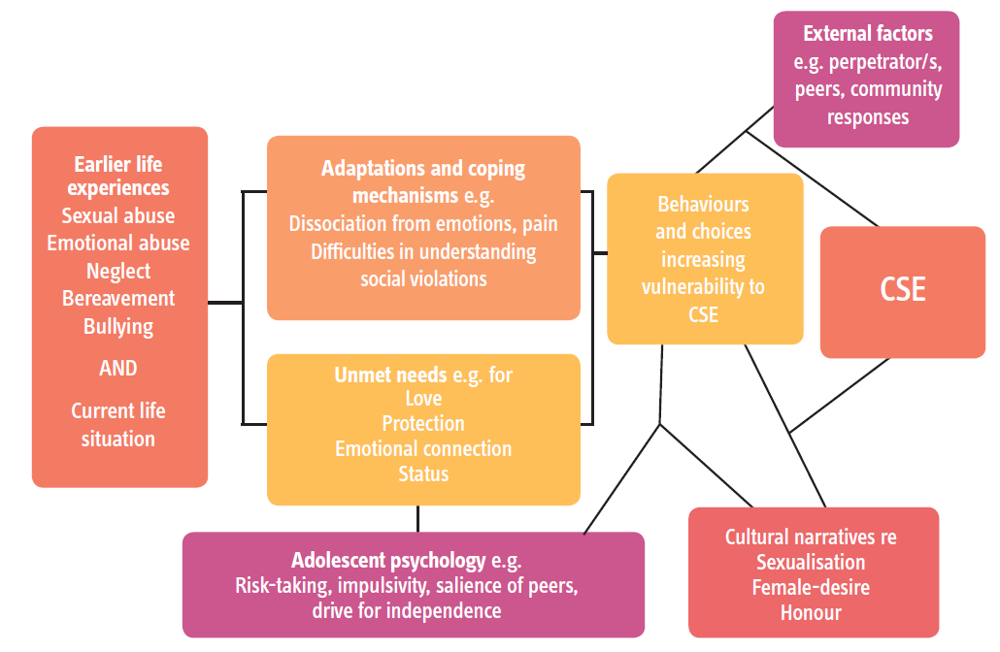 External factors
e.g. perpetrator/s,
peers, community
responses
Earlier life
experiences
Sexual abuse
Emotional abuse
Neglect
Bereavement
Bullying
AND
Current life
situation
Adaptations and coping
mechanisms e.g.
Dissociation from emotions, pain
Difficulties in understanding
social violations
Behaviours
and choices
increasing
vulnerability to
CSE
CSE
Unmet needs e.g. for
Love
Protection
Emotional connection
Status
Adolescent psychology e.g.
Risk-taking, impulsivity, salience of peers,
drive for independence
Cultural narratives re
Sexualisation
Female-desire
Honour